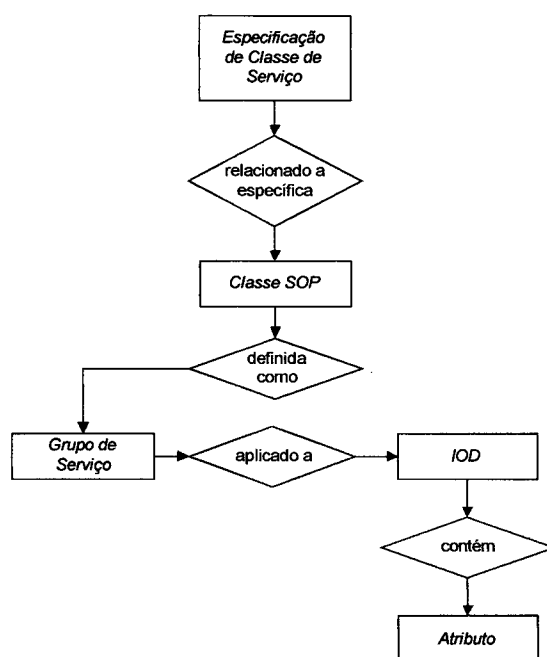 Especificação
de Classe de
Serviço
relacionado a
específica
Classe SOP
definida
como
Grupo de
Serviço
aplicado a
IOD
contém
Atributo